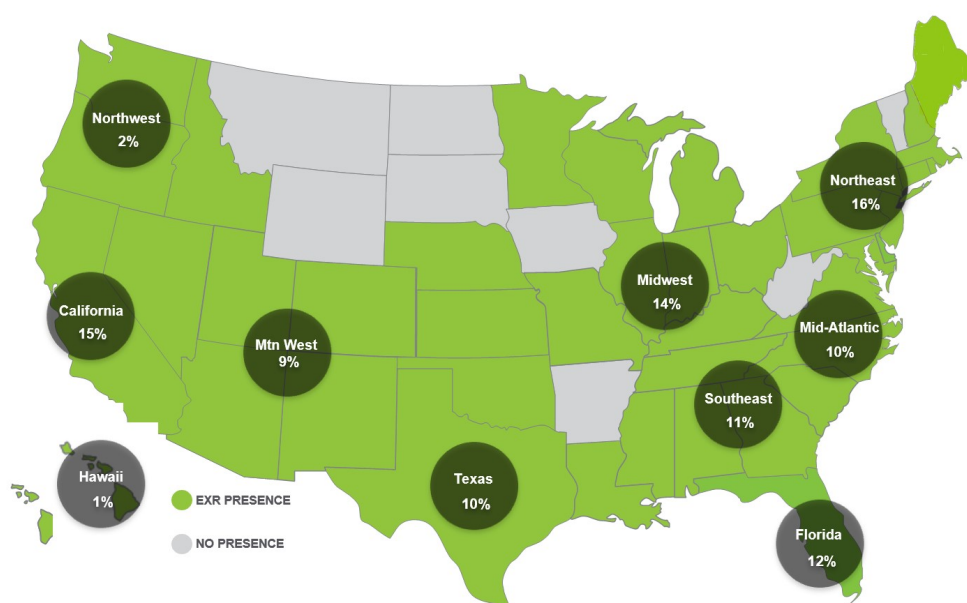 Northwest
2%
Northeast
16%
Midwest
14%
California
15%
Mtn West
9%
Mid-Atlantic
10%
Southeast
11%
Hawaii
1%
Texas
10%
EXR PRESENCE
NO PRESENCE
Florida
12%